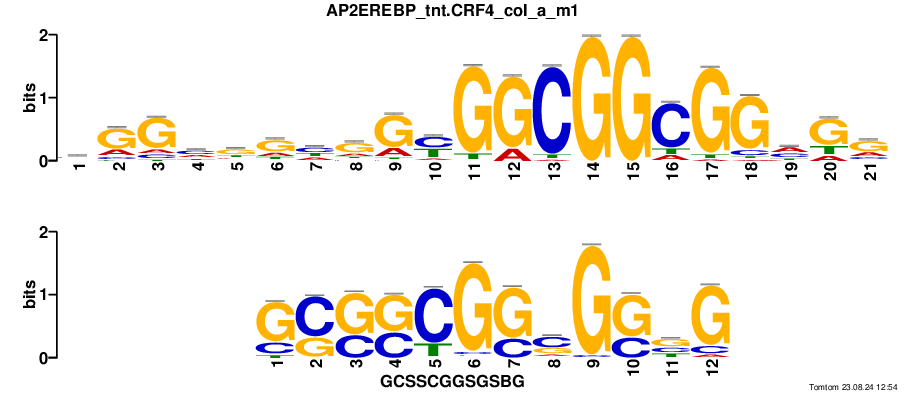 AP2EREBP_tnt.CRF4_col_a_m1
2
bits
1
0
1 2 3 4 5 6 7 8 9 10 11 12 13 14 15 16 17 18 19 20 21
2
bits
1
0
1 2 3 4 5 6 7 8 9 10 11 12
GCSSCGGSGSBG
Tomtom 23.08.24 12:54